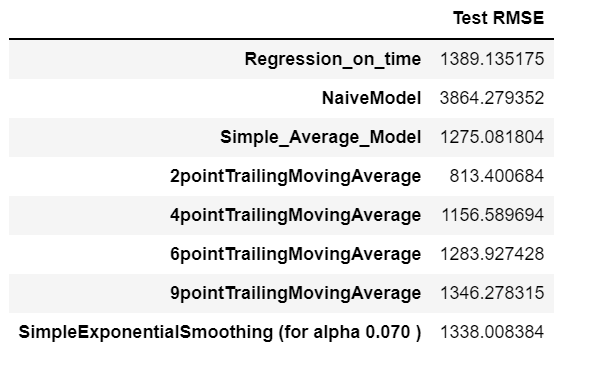 Test RMSE
Regression_on_time 1389.135175
NaiveModel 3864.279352
Simple_Average_Model 1275.081804
2pointTrailingMovingAverage 813.400684
4pointTrailingMovingAverage 1156.589694
6pointTrailingMovingAverage 1283.927428
9pointTrailingMovingAverage 1346.278315
SimpleExponentialSmoothing (for alpha 0.070 ) 1338.008384